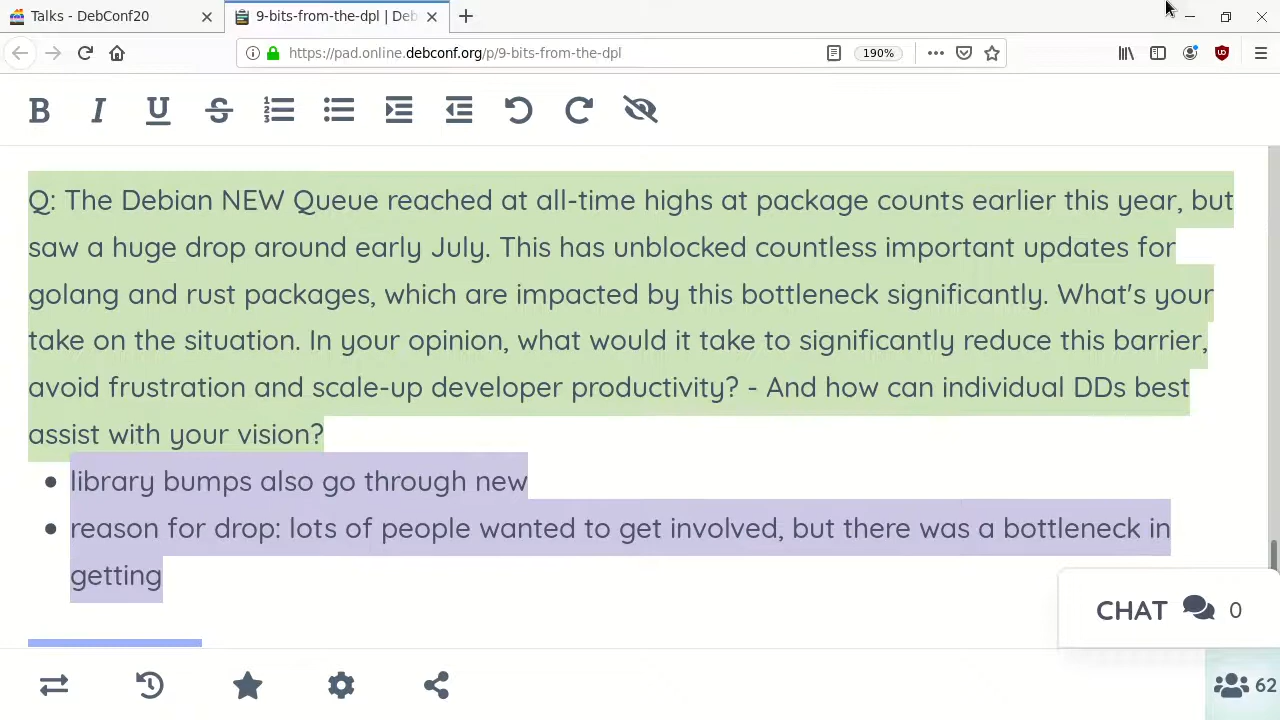 Talks - DebConf20
9-bits-from-the-dpl | Deb
https://pad.online.debconf.org/p/9-bits-from-the-dpl
190%
Q: The Debian NEW Queue reached at all-time highs at package counts earlier this year, but
saw a huge drop around early July. This has unblocked countless important updates for
golang and rust packages, which are impacted by this bottleneck significantly. What's your
take on the situation. In your opinion, what would it take to significantly reduce this barrier,
avoid frustration and scale-up developer productivity? - And how can individual DDs best
assist with your vision?
library bumps also go through new
reason for drop: lots of people wanted to get involved, but there was a bottleneck in
getting
CHAT 0
62